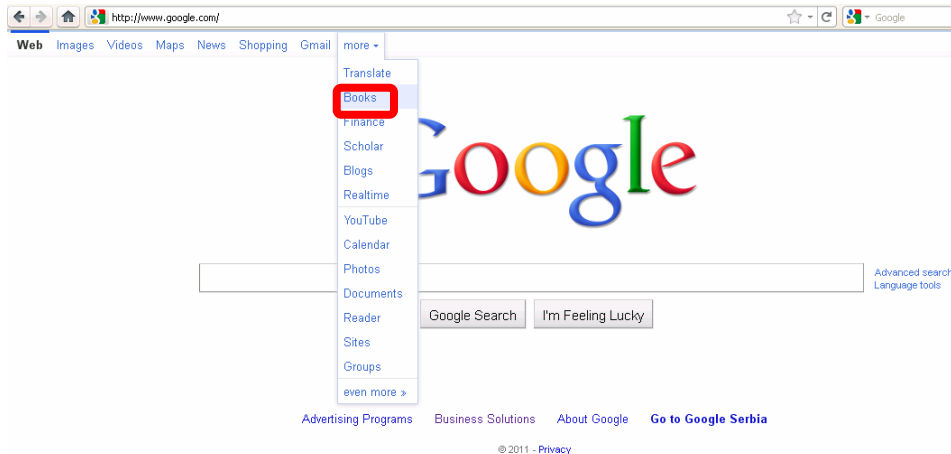 http://www.google.com/
Google
Web Images Videos Maps News Shopping Gmail more
Translate
Books
Finance
Scholar
Blogs
Realtime
YouTube
Calendar
Photos
Documents
Reader
Sites
Groups
even more »
Google
Advanced search
Language tools
Google Search I'm Feeling Lucky
Advertising Programs Business Solutions About Google Go to Google Serbia
© 2011 - Privacy